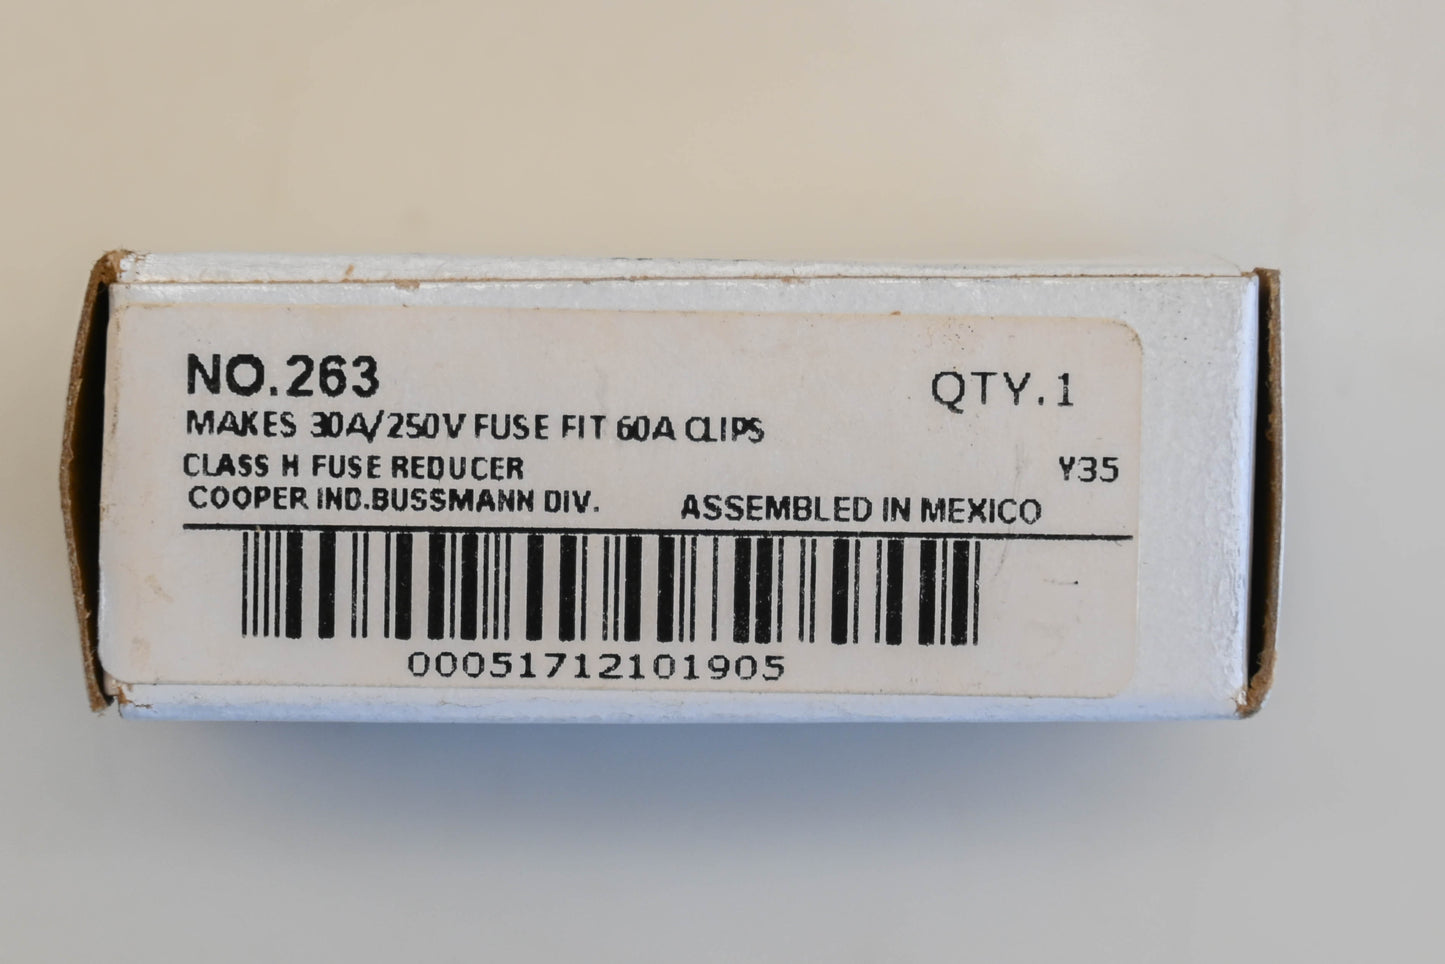 NO.263
QTY.1
MAKES 30A/250V FUSE FIT 60A CLIPS
CLASS H FUSE REDUCER
Y35
COOPER IND.BUSSMANN DIV.
ASSEMBLED IN MEXICO
00051712101905